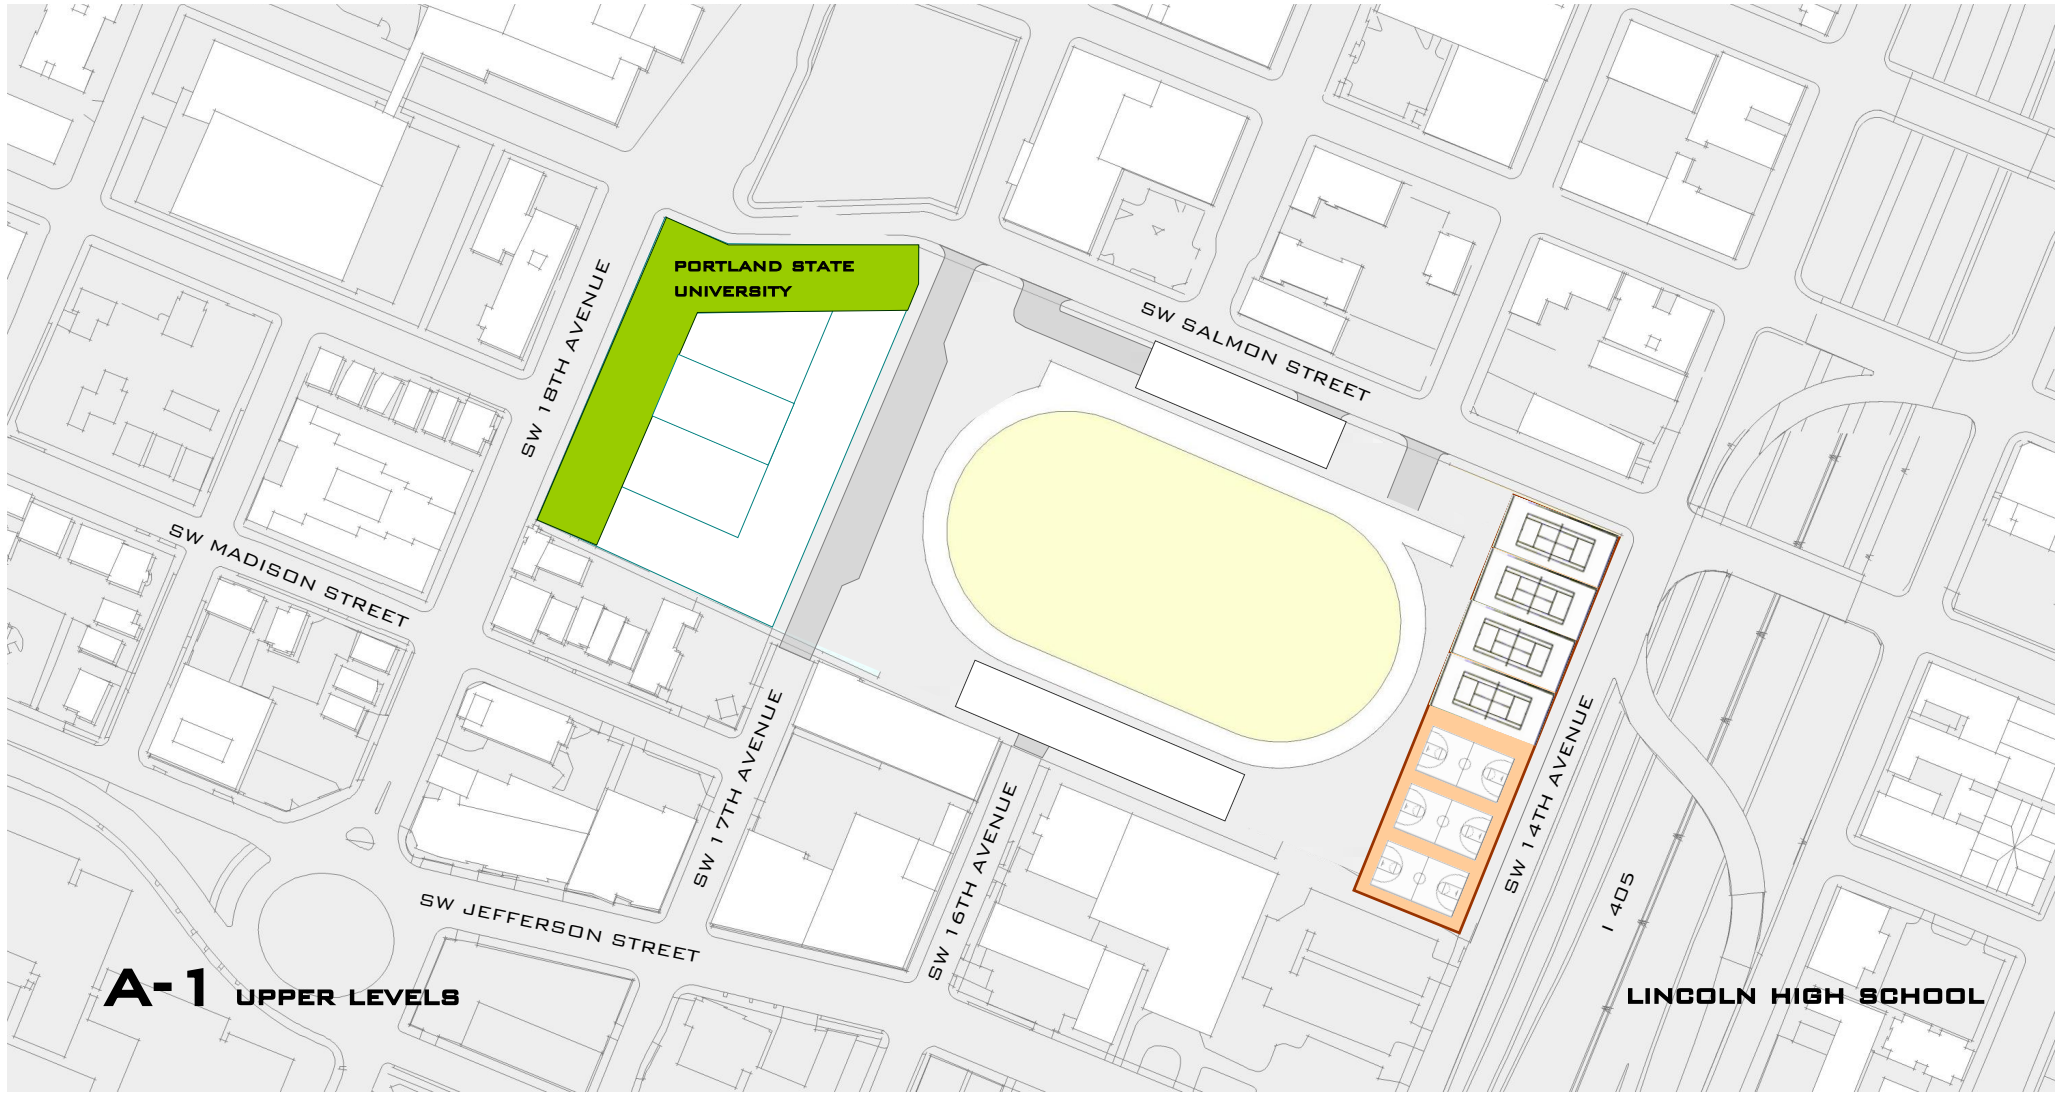 PORTLAND STATE
UNIVERSITY
SW 18TH AVENUE
SW SALMON STREET
SW MADISON STREET
SW 17TH AVENUE
SW 14TH AVENUE
SW 16TH AVENUE
I 405
SW JEFFERSON STREET
A-1 UPPER LEVELS
LINCOLN HIGH SCHOOL